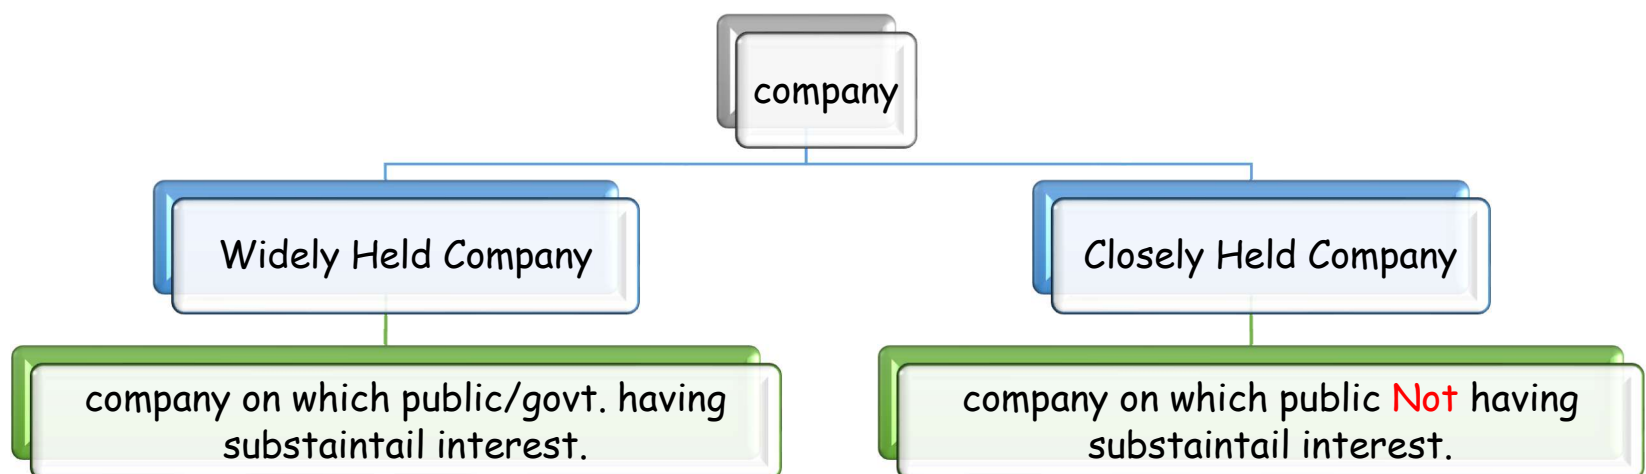 company
Widely Held Company
Closely Held Company
company on which public/govt. having
substaintail interest.
company on which public Not having
substaintail interest.